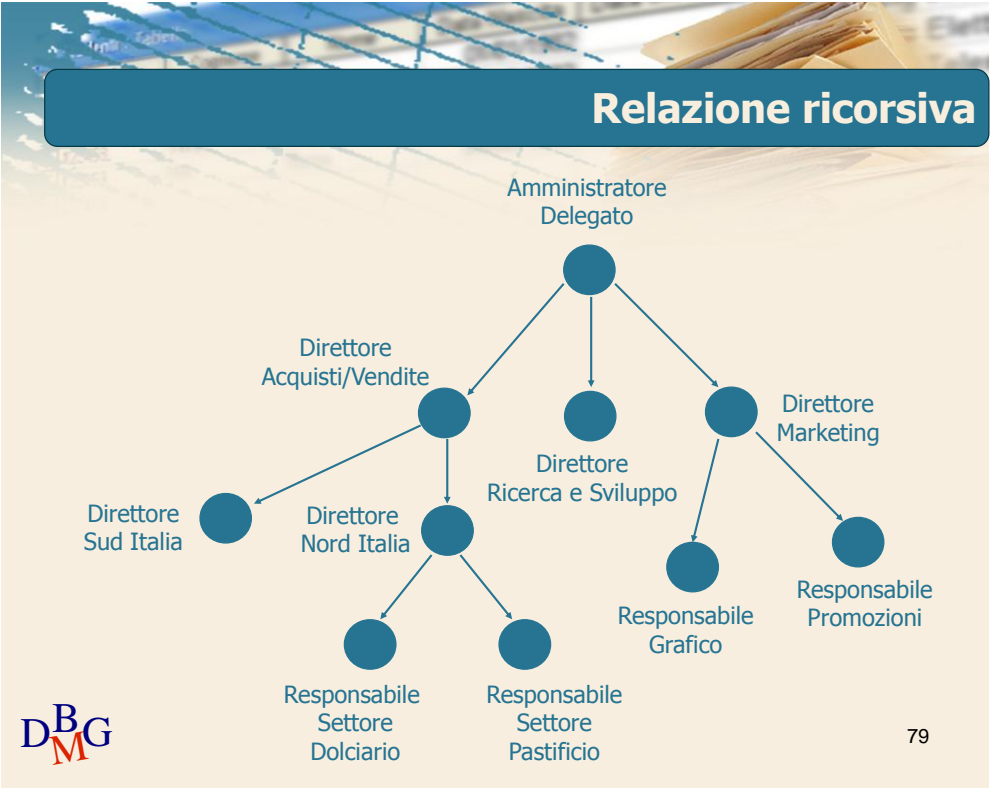 Relazione ricorsiva
Amministratore
Delegato
Direttore
Acquisti/Vendite
Direttore
Marketing
Direttore
Ricerca e Sviluppo
Direttore
Sud Italia
Direttore
Nord Italia
Responsabile
Grafico
Responsabile
Promozioni
Responsabile
Settore
Dolciario
Responsabile
Settore
Pastificio
DBMG
79